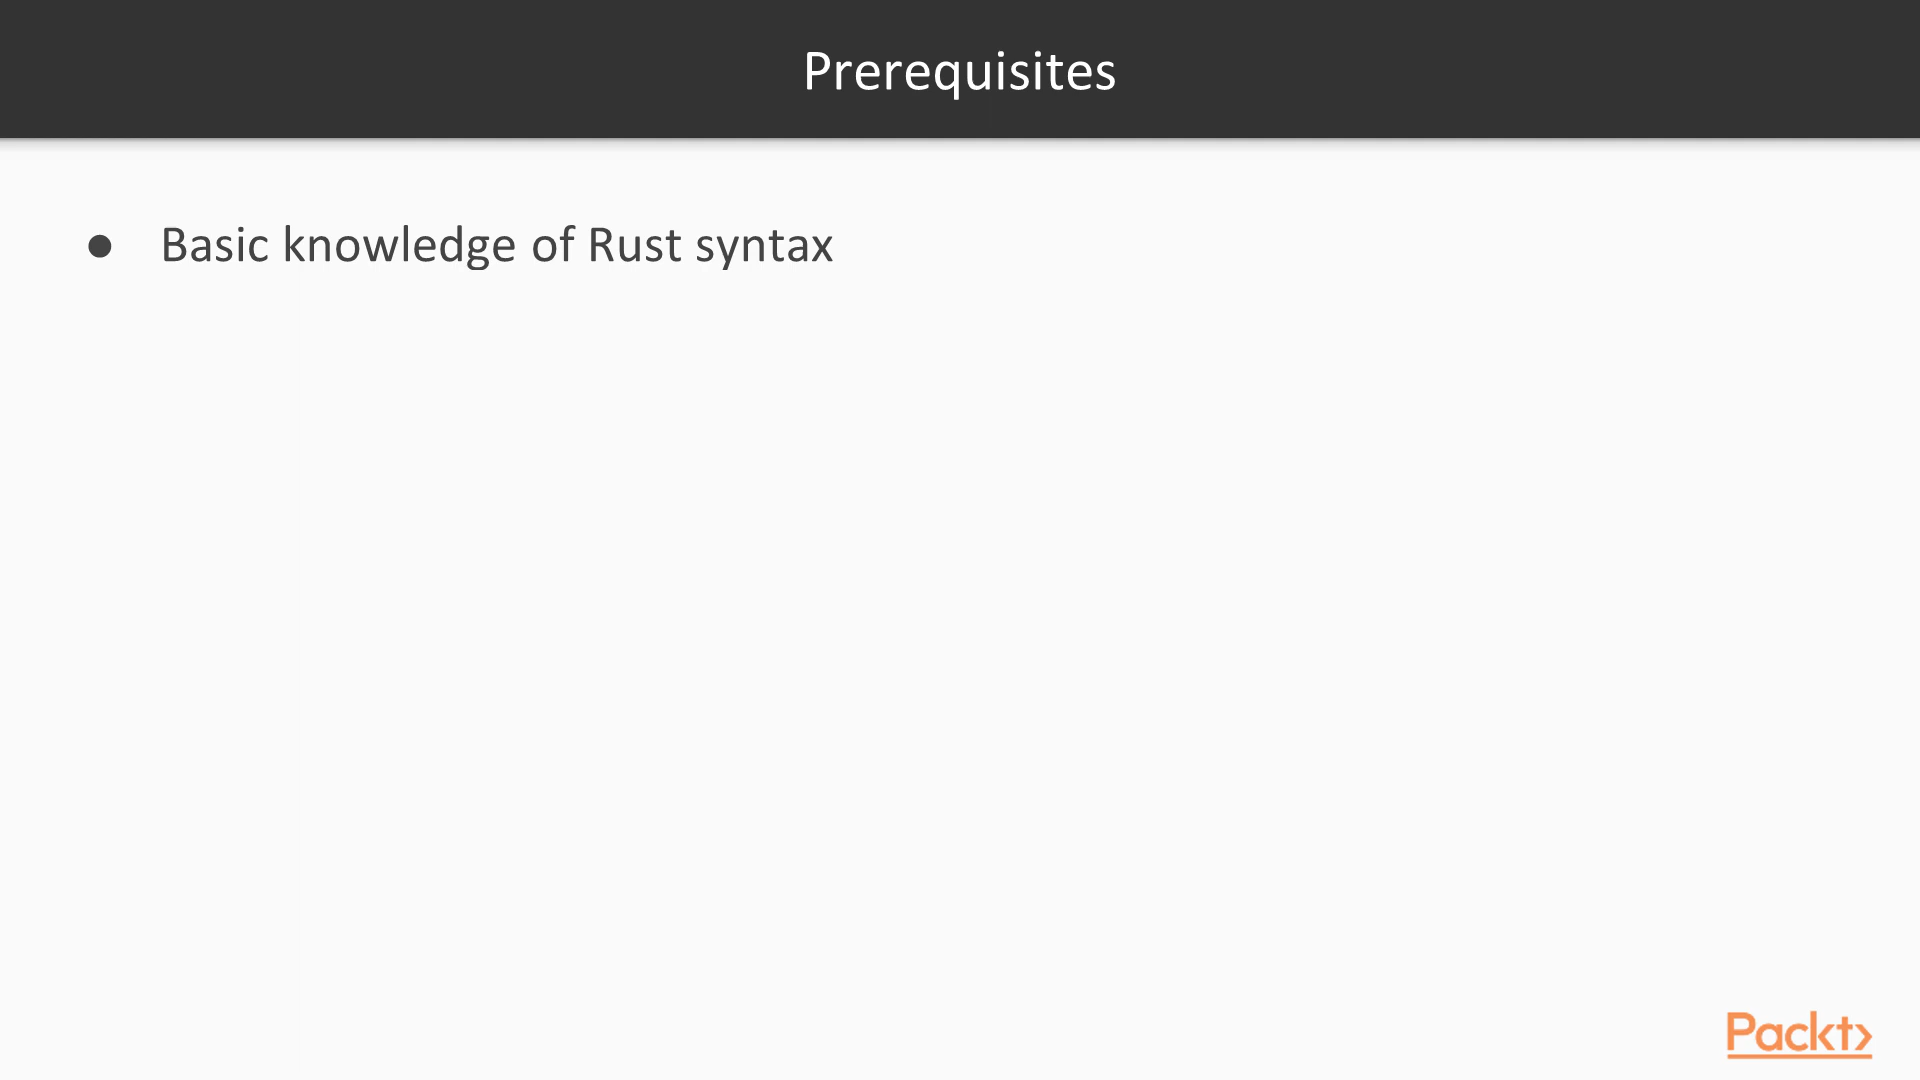 Prerequisites
● Basic knowledge of Rust syntax
Packt>